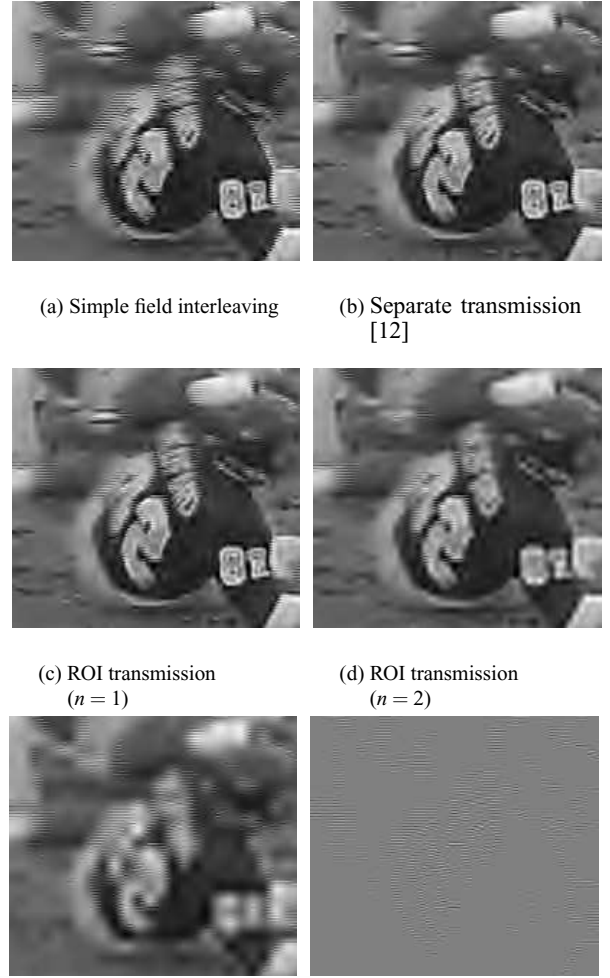 (a) Simple field interleaving
(b) Separate transmission
[12]
(c) ROI transmission
(n = 1)
(d) ROI transmission
(n = 2)